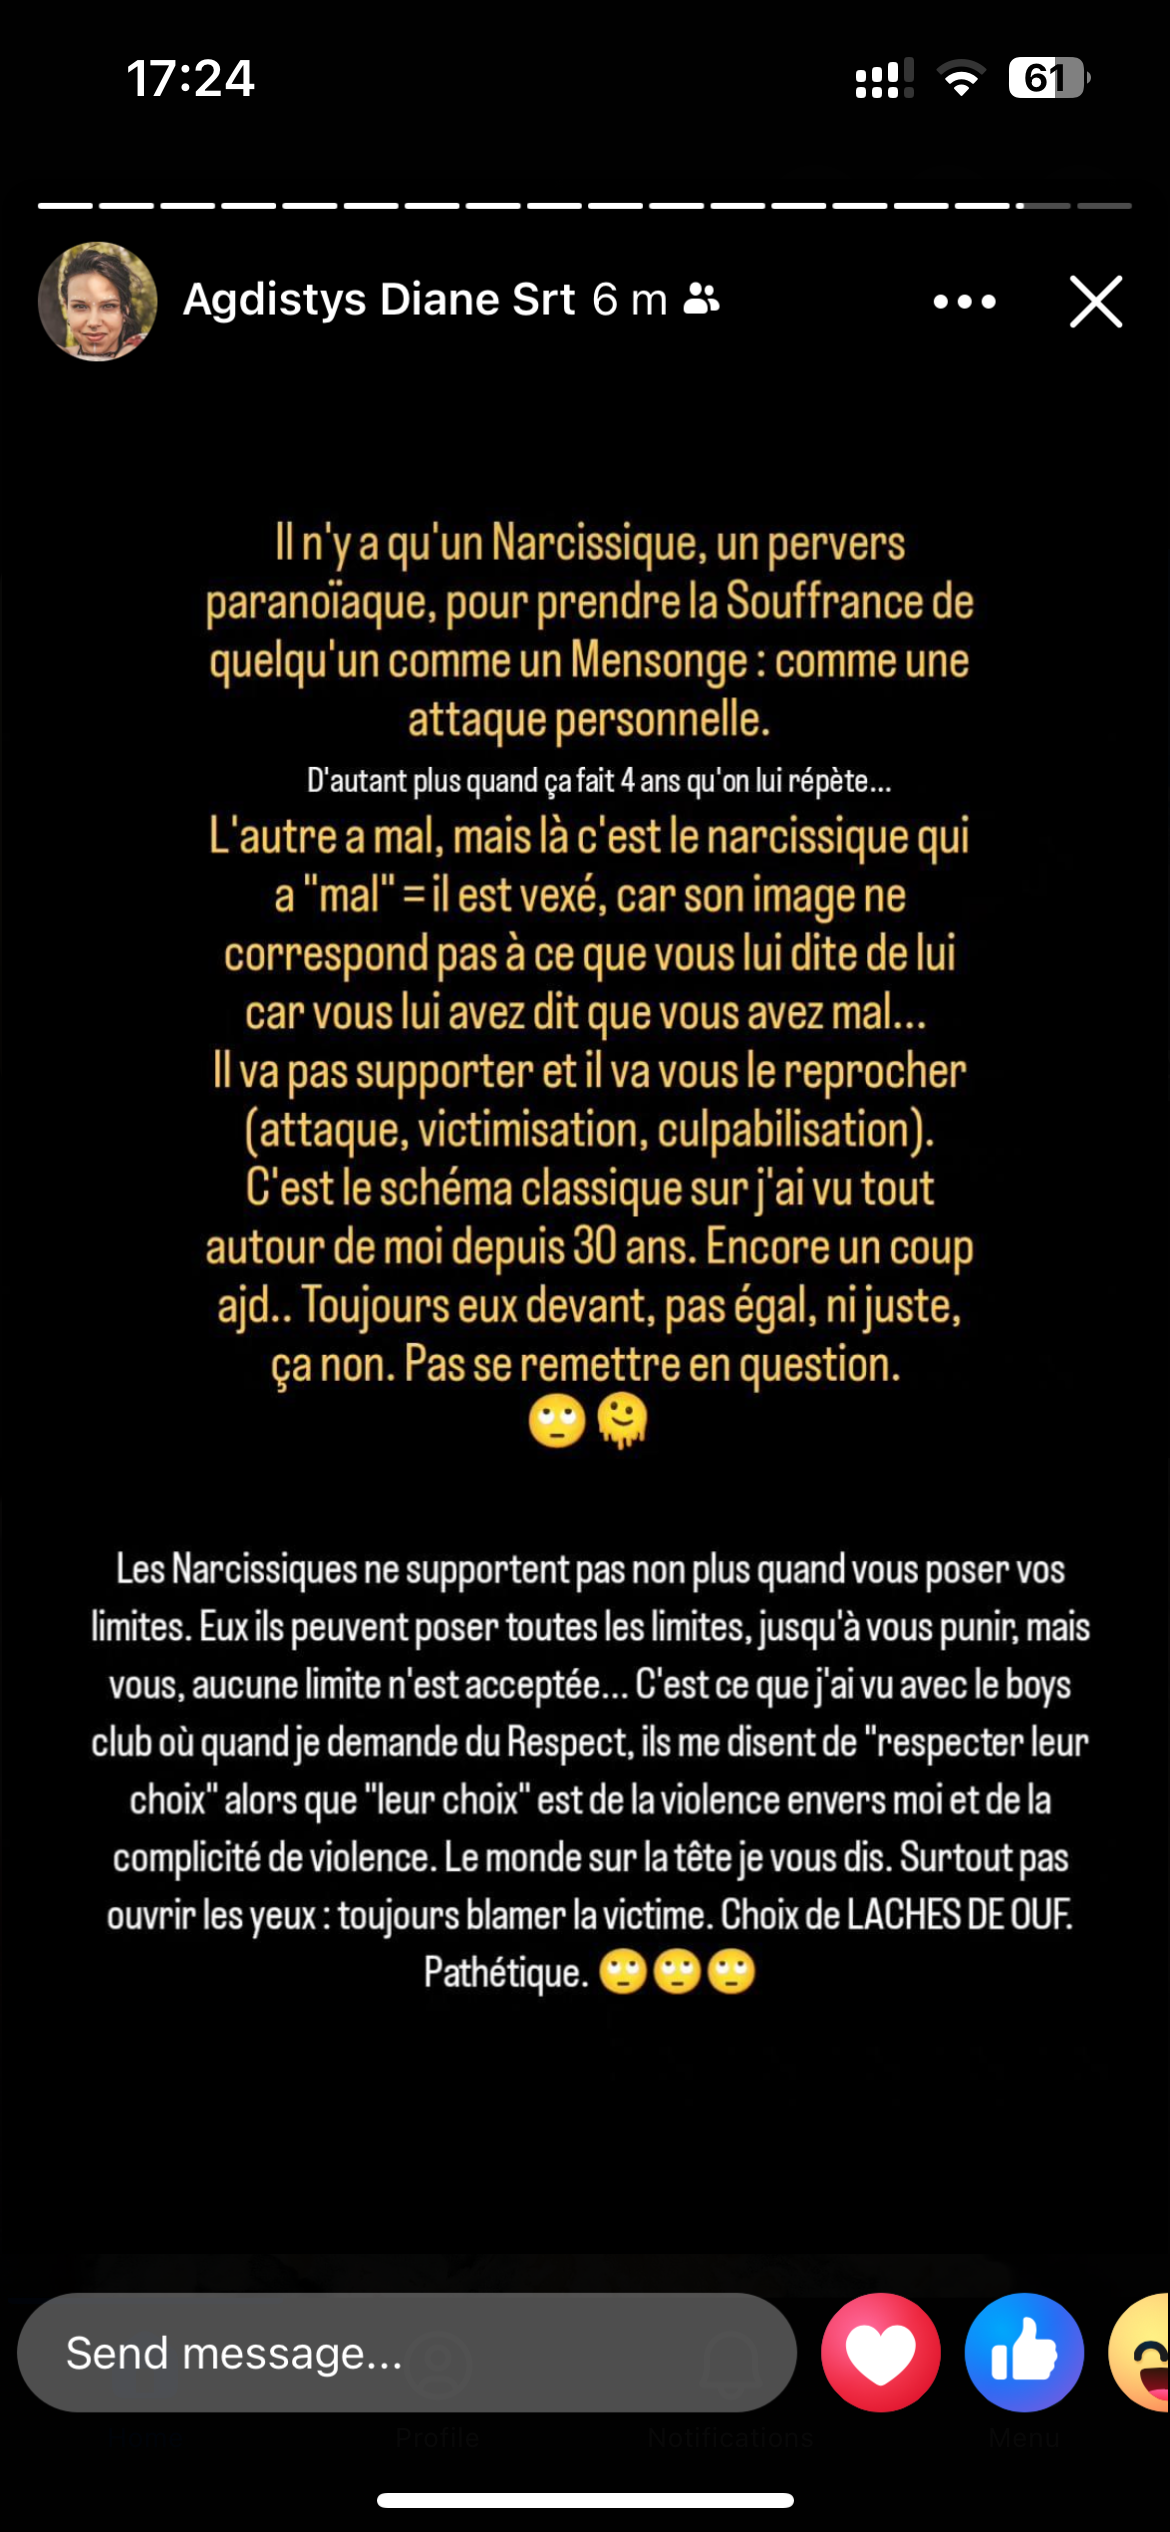 17:24
61
Agdistys Diane Srt 6 m
Il n'y a qu'un Narcissique, un pervers
paranoïaque, pour prendre la Souffrance de
quelqu'un comme un Mensonge : comme une
attaque personnelle.
D'autant plus quand ça fait 4 ans qu'on lui répète...
L'autre a mal, mais là c'est le narcissique qui
a "mal" = il est vexé, car son image ne
correspond pas à ce que vous lui dite de lui
car vous lui avez dit que vous avez mal...
Il va pas supporter et il va vous le reprocher
(attaque, victimisation, culpabilisation).
C'est le schéma classique sur j'ai vu tout
autour de moi depuis 30 ans. Encore un coup
ajd.. Toujours eux devant, pas égal, ni juste,
ça non. Pas se remettre en question.
🙄🫠
Les Narcissiques ne supportent pas non plus quand vous poser vos
limites. Eux ils peuvent poser toutes les limites, jusqu'à vous punir, mais
vous, aucune limite n'est acceptée... C'est ce que j'ai vu avec le boys
club où quand je demande du Respect, ils me disent de "respecter leur
choix" alors que "leur choix" est de la violence envers moi et de la
complicité de violence. Le monde sur la tête je vous dis. Surtout pas
ouvrir les yeux : toujours blamer la victime. Choix de LACHES DE OUF.
Pathétique. 🙄🙄🙄
Send message...
Home Profile Notifications Menu